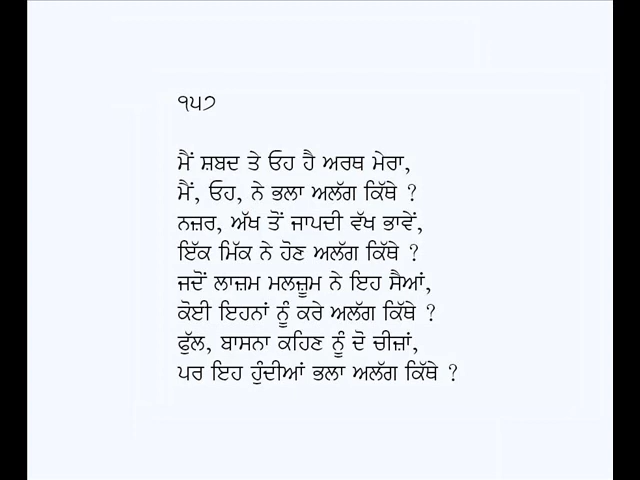 ੧੫੭
ਮੈਂ ਸ਼ਬਦ ਤੇ ਓਹ ਹੈ ਅਰਥ ਮੇਰਾ,
ਮੈਂ, ਓਹ, ਨੇ ਭਲਾ ਅਲੱਗ ਕਿੱਥੇ ?
ਨਜ਼ਰ, ਅੱਖ ਤੋਂ ਜਾਪਦੀ ਵੱਖ ਭਾਵੇਂ,
ਇੱਕ ਮਿੱਕ ਨੇ ਹੋਣ ਅਲੱਗ ਕਿੱਥੇ ?
ਜਦੋਂ ਲਾਜ਼ਮ ਮਲਜ਼ੂਮ ਨੇ ਇਹ ਸੈਆਂ,
ਕੋਈ ਇਹਨਾਂ ਨੂੰ ਕਰੇ ਅਲੱਗ ਕਿੱਥੇ ?
ਫੁੱਲ, ਬਾਸਨਾ ਕਹਿਣ ਨੂੰ ਦੋ ਚੀਜ਼ਾਂ,
ਪਰ ਇਹ ਹੁੰਦੀਆਂ ਭਲਾ ਅਲੱਗ ਕਿੱਥੇ ?